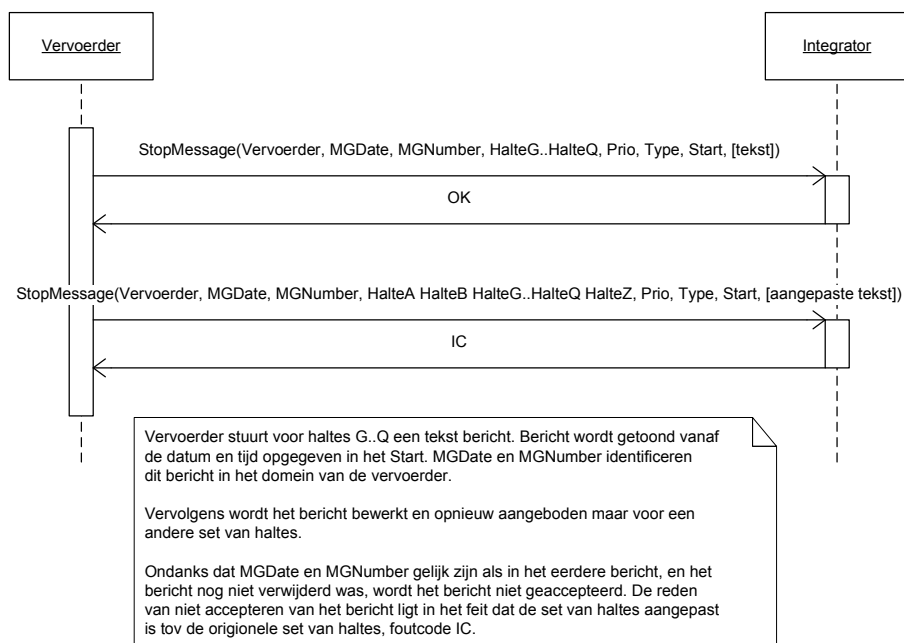 Vervoerder
Integrator
StopMessage(Vervoerder, MGDate, MGNumber, HalteG..HalteQ, Prio, Type, Start, [tekst])
OK
StopMessage(Vervoerder, MGDate, MGNumber, HalteA HalteB HalteG..HalteQ HalteZ, Prio, Type, Start, [aangepaste tekst])
IC
Vervoerder stuurt voor haltes G..Q een tekst bericht. Bericht wordt getoond vanaf
de datum en tijd opgegeven in het Start. MGDate en MGNumber identificeren
dit bericht in het domein van de vervoerder.
Vervolgens wordt het bericht bewerkt en opnieuw aangeboden maar voor een
andere set van haltes.
Ondanks dat MGDate en MGNumber gelijk zijn als in het eerdere bericht, en het
bericht nog niet verwijderd was, wordt het bericht niet geaccepteerd. De reden
van niet accepteren van het bericht ligt in het feit dat de set van haltes aangepast
is tov de origionele set van haltes, foutcode IC.